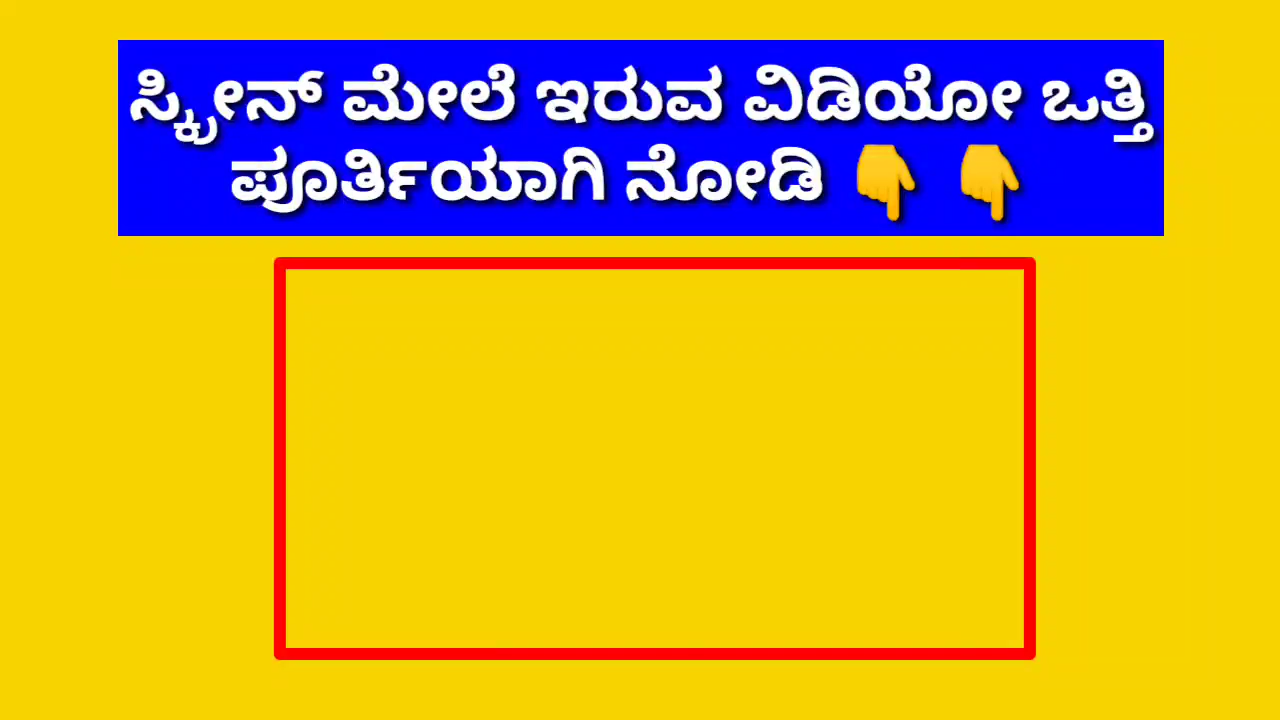 ಸ್ಕ್ರೀನ್ ಮೇಲೆ ಇರುವ ವಿಡಿಯೋ ಒತ್ತಿ
ಪೂರ್ತಿಯಾಗಿ ನೋಡಿ 👇 👇